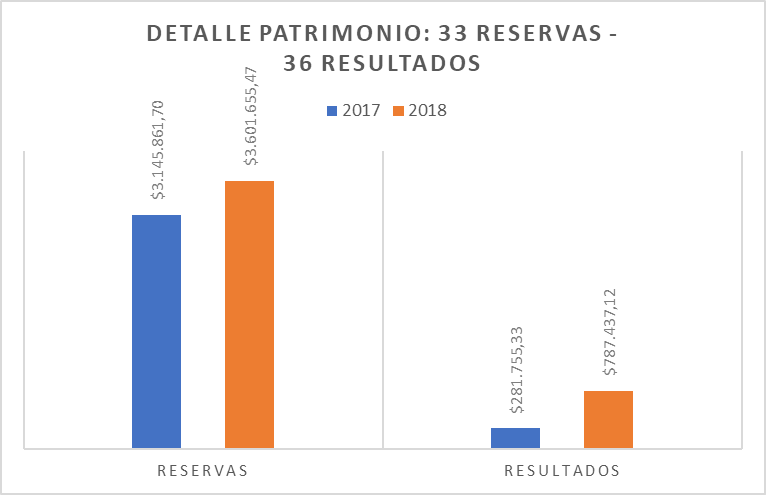 DETALLE PATRIMONIO: 33 RESERVAS -
36 RESULTADOS
2017 2018
$3.145.861,70
$3.601.655,47
$281.755,33
$787.437,12
RESERVAS
RESULTADOS